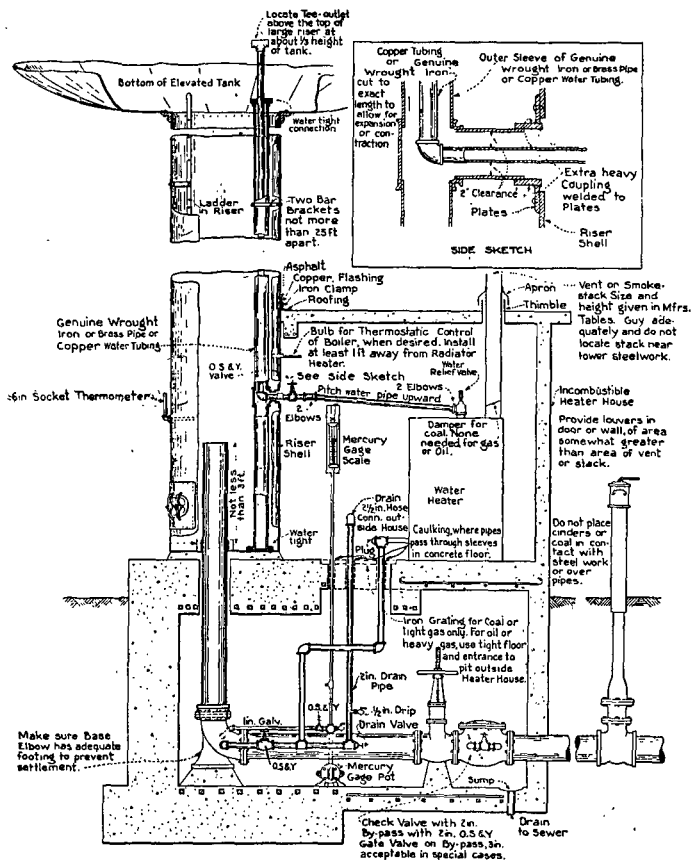 Locate Tee-outlet
above the top of
large riser at
about ⅓ height
of tank.
Bottom of Elevated Tank
Water tight
connection
Ladder
in Riser
Two Bar
Brackets
not more
than 25ft
apart.
Copper Tubing
or Genuine
Wrought Iron
cut to
exact
length to
allow for
expansion
or con-
traction
Outer Sleeve of Genuine
Wrought Iron or Brass Pipe
or Copper Water Tubing.
2" Clearance
Plates
Extra heavy
Coupling
welded to
Plates
Riser
Shell
SIDE SKETCH
Asphalt
Copper Flashing
Iron Clamp
Roofing
Apron
Thimble
Vent or Smoke-
stack Size and
height given in Mfrs.
Tables. Guy ade-
quately and do not
locate stack near
tower steelwork.
Genuine Wrought
Iron or Brass Pipe or
Copper Water Tubing
O.S.&Y.
valve
Bulb for Thermostatic Control
of Boiler, when desired. Install
at least 1ft away from Radiator
Heater.
See Side Sketch
Water
Relief valve
2 Elbows
Pitch water pipe upward
2
Elbows
6in Socket Thermometer
Incombustible
Heater House
Provide louvers in
door or wall, of area
somewhat greater
than area of vent
or stack.
Riser
Shell
Mercury
Gage
Scale
Damper for
coal. None
needed for gas
or Oil.
Water
Heater
Not less
than 3ft.
Drain
2½in. Hose
Conn. out-
side House
Caulking, where pipes
pass through sleeves
in concrete floor.
Water
tight
Plug
Do not place
cinders or
coal in con-
tact with
steel work
or over
pipes.
Iron Grating for Coal or
light gas only. For oil or
heavy gas, use tight floor
and entrance to
pit outside
Heater House.
2in. Drain
Pipe
½in. Drip
Drain Valve
O.S.&Y
1in. Galv.
O.S&Y
Make sure Base
Elbow has adequate
footing to prevent
settlement.
Mercury
Gage Pot
Sump
Drain
to Sewer
Check Valve with 2in.
By-pass with 2in. O.S.&Y
Gate Valve on By-pass, 3in.
acceptable in special cases.